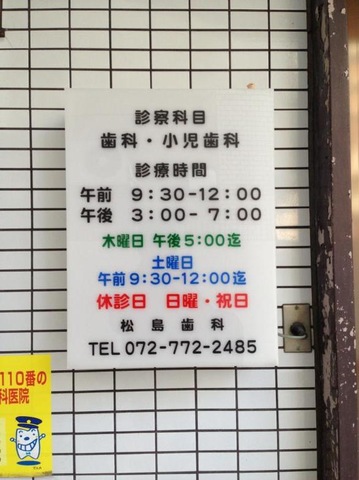 診察科目
歯科・小児歯科
診療時間
午前 9:30-12:00
午後 3:00- 7:00
木曜日 午後5:00迄
土曜日
午前9:30-12:00迄
休診日 日曜・祝日
松島歯科
TEL 072-772-2485
110番の
科医院